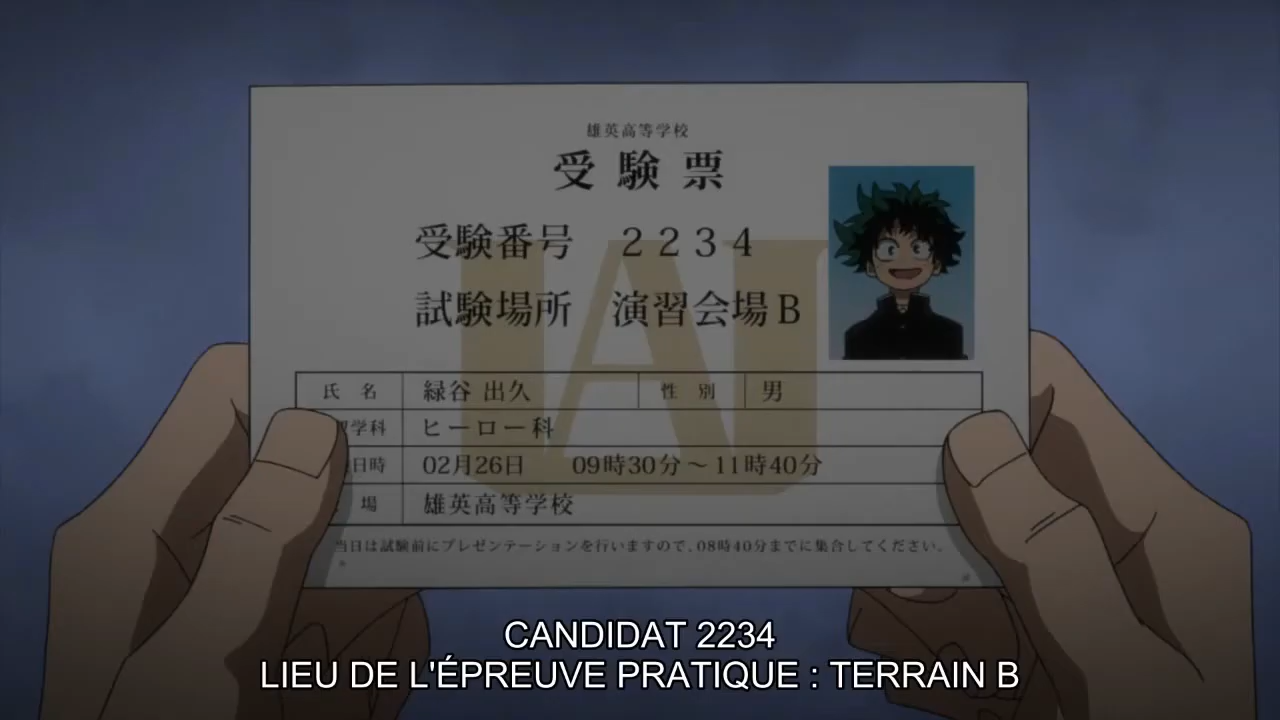 雄英高等学校
受験票
受験番号 2234
試験場所 演習会場B
氏名 緑谷 出久 性別 男
学科 ヒーロー科
日時 02月26日 09時30分～11時40分
場 雄英高等学校
当日は試験前にプレゼンテーションを行いますので、08時40分までに集合してください。
CANDIDAT 2234
LIEU DE L'ÉPREUVE PRATIQUE : TERRAIN B